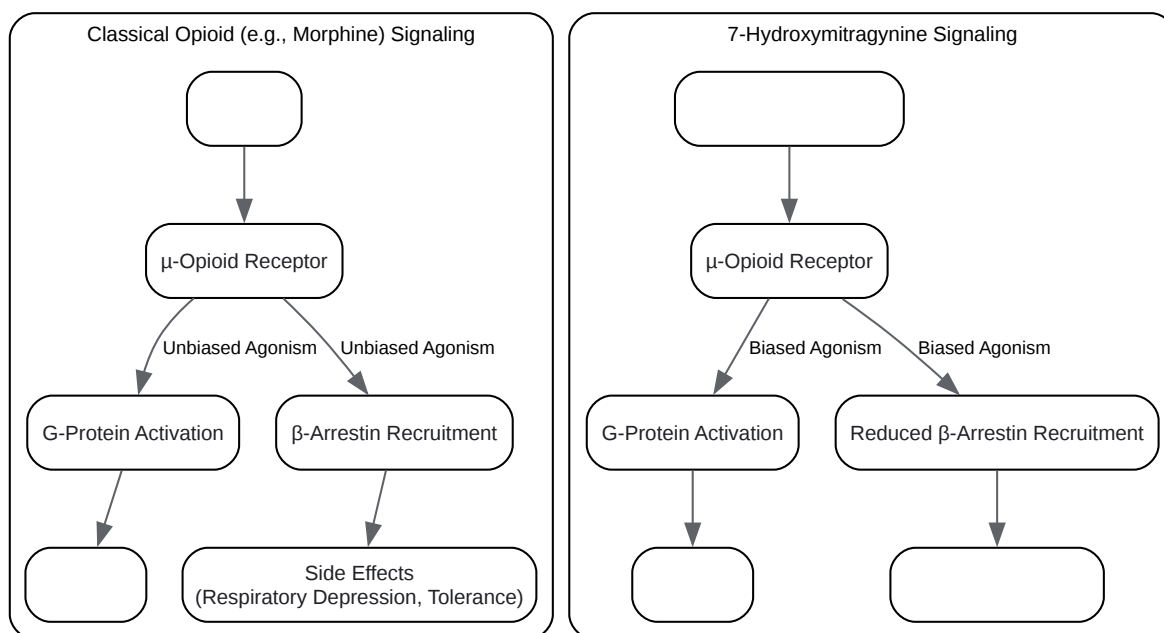 Classical Opioid (e.g., Morphine) Signaling
μ-Opioid Receptor
Unbiased Agonism
Unbiased Agonism
G-Protein Activation
β-Arrestin Recruitment
Side Effects
(Respiratory Depression, Tolerance)
7-Hydroxymitragynine Signaling
μ-Opioid Receptor
Biased Agonism
Biased Agonism
G-Protein Activation
Reduced β-Arrestin Recruitment